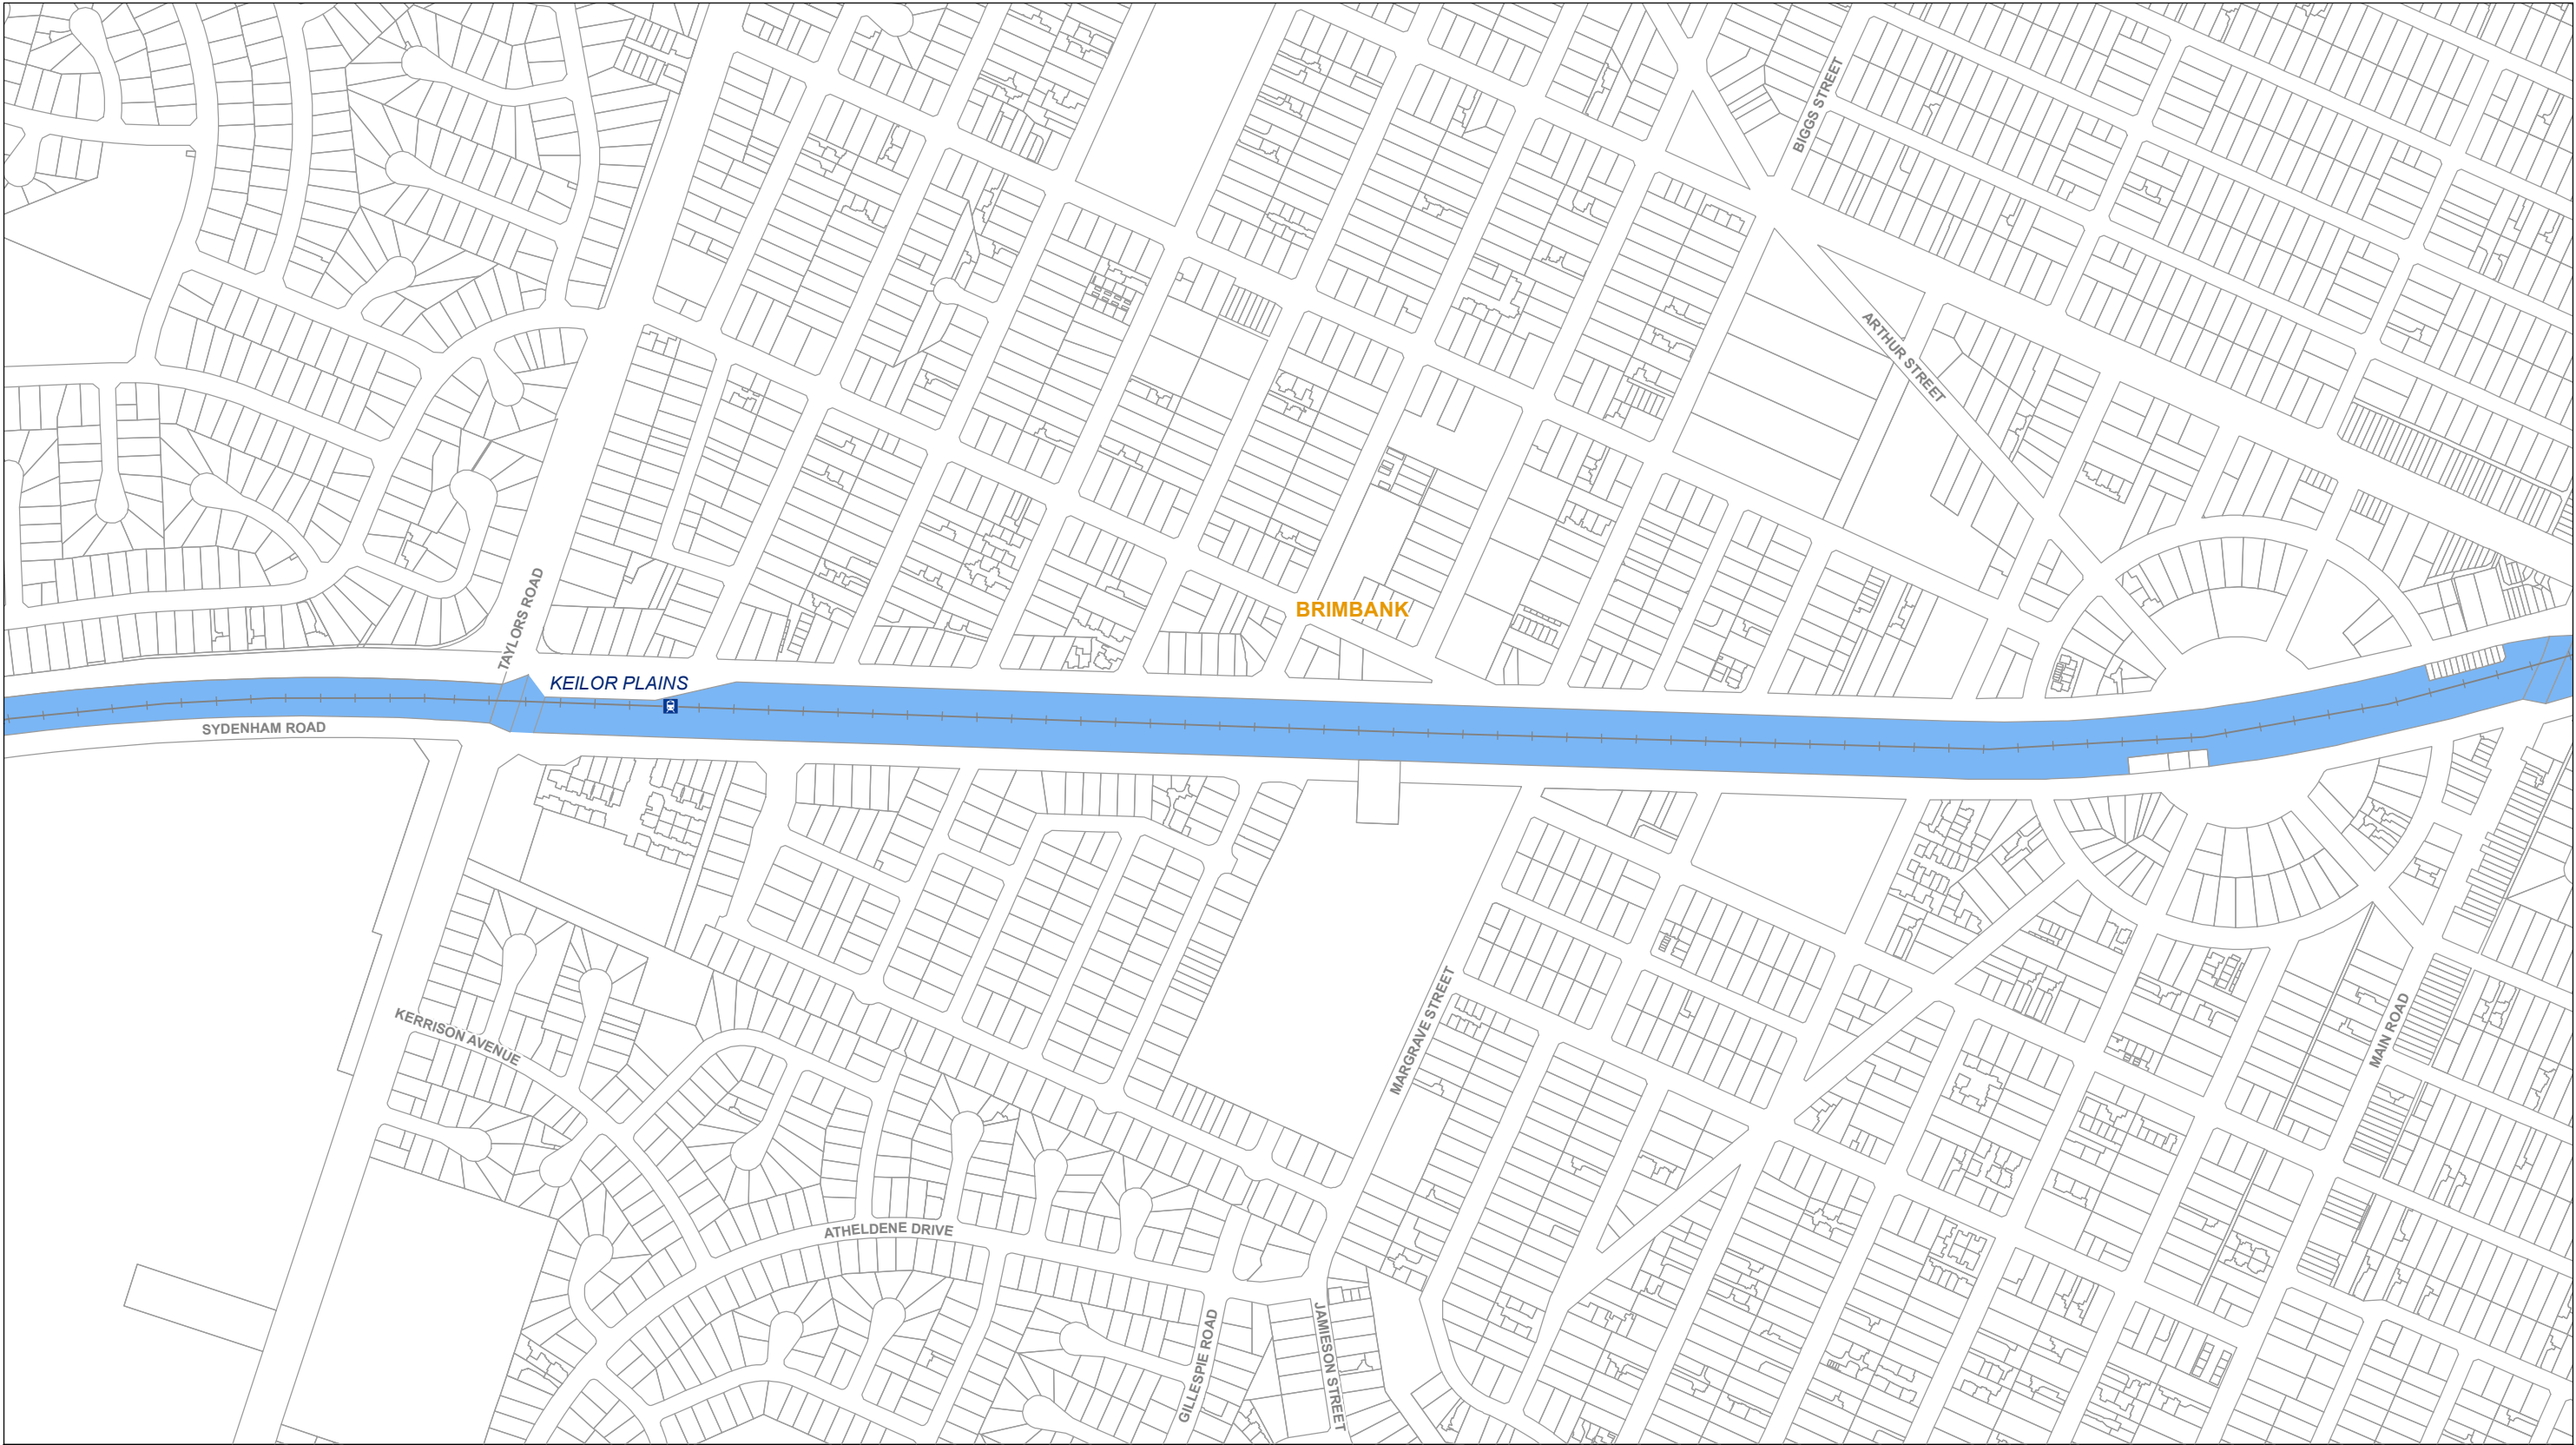 BIGGS STREET
ARTHUR STREET
TAYLORS ROAD
BRIMBANK
KEILOR PLAINS
SYDENHAM ROAD
MARGRAVE STREET
KERRISON AVENUE
MAIN ROAD
ATHELDENE DRIVE
GILLESPIE ROAD
JAMIESON STREET